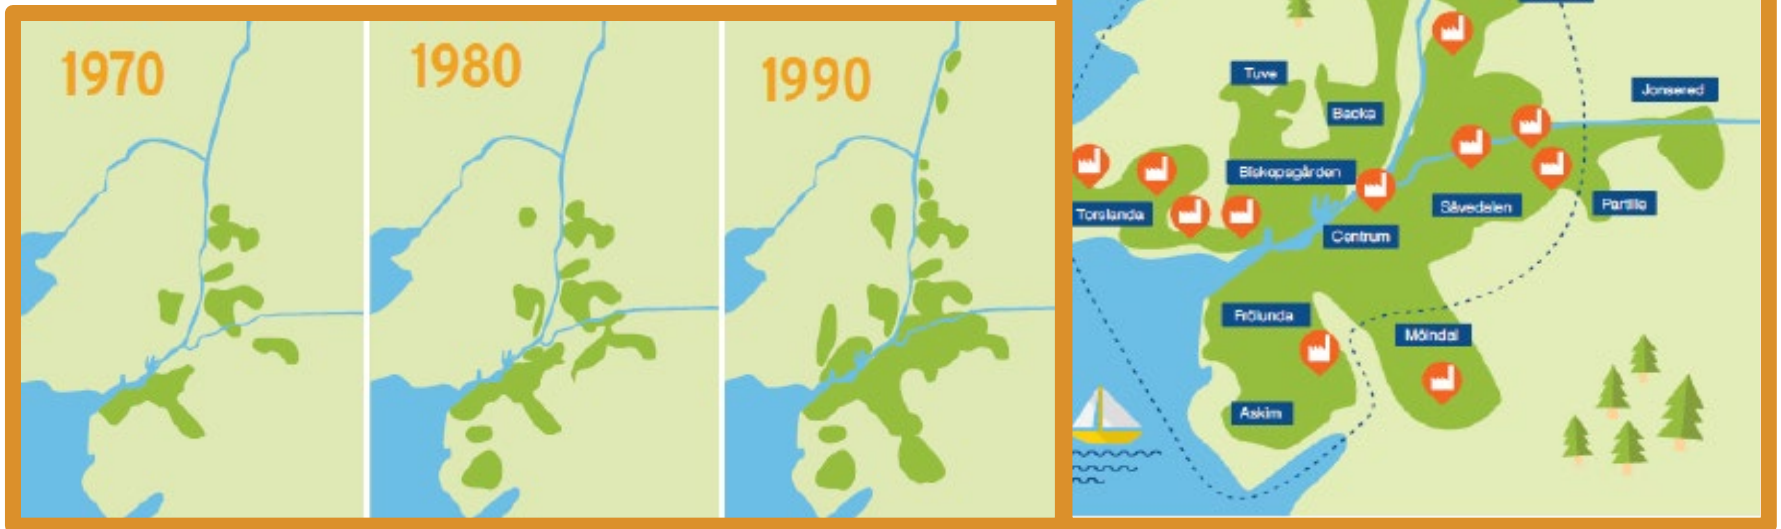 1970
1980
1990
Tuve
Backa
Jonsered
Biskopsgården
Torslanda
Sävedalen
Partille
Centrum
Frölunda
Mölndal
Askim